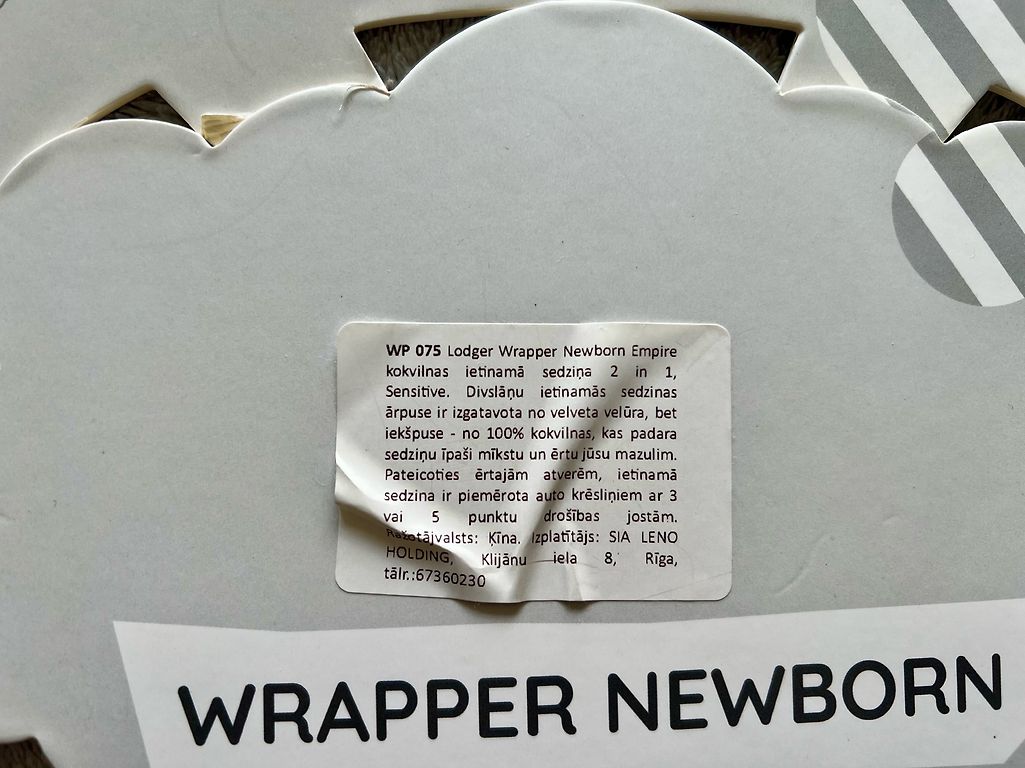 WP 075 Lodger Wrapper Newborn Empire
kokvilnas ietinamā sedziņa 2 in 1,
Sensitive. Divslāņu ietinamās sedzinas
ārpuse ir izgatavota no velveta velūra, bet
iekšpuse - no 100% kokvilnas, kas padara
sedziņu īpaši mīkstu un ērtu jūsu mazulim.
Pateicoties ērtajām atverēm, ietinamā
sedzina ir piemērota auto krēsliņiem ar 3
vai 5 punktu drošības jostām.
Ražotājvalsts: Ķīna. Izplatītājs: SIA LENO
HOLDING, Klijānu iela 8, Rīga,
tālr.:67360230
WRAPPER NEWBORN